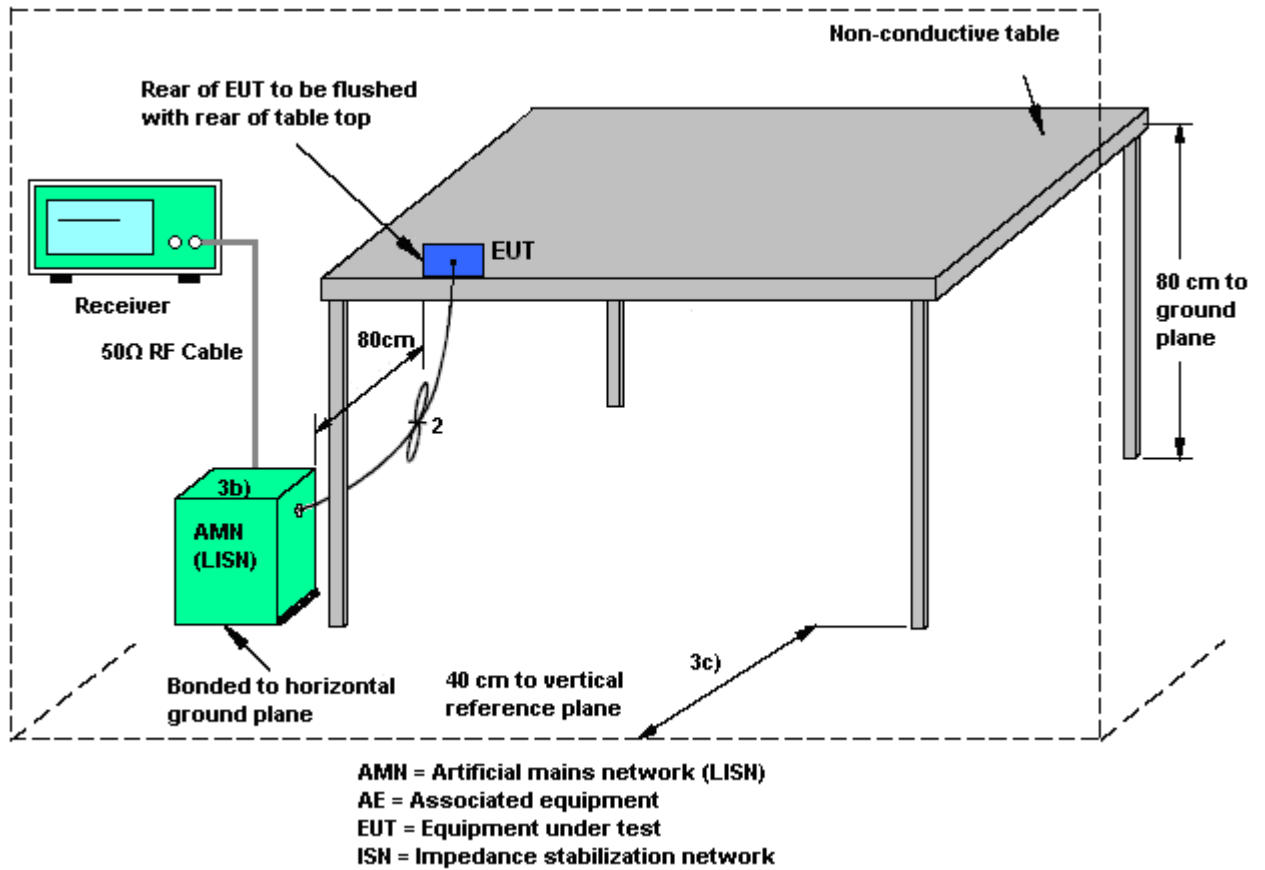 Non-conductive table
Rear of EUT to be flushed
with rear of table top
EUT
Receiver
80cm
80 cm to
ground
plane
50Ω RF Cable
2
3b)
AMN
(LISN)
3c)
Bonded to horizontal
ground plane
40 cm to vertical
reference plane
AMN = Artificial mains network (LISN)
AE = Associated equipment
EUT = Equipment under test
ISN = Impedance stabilization network